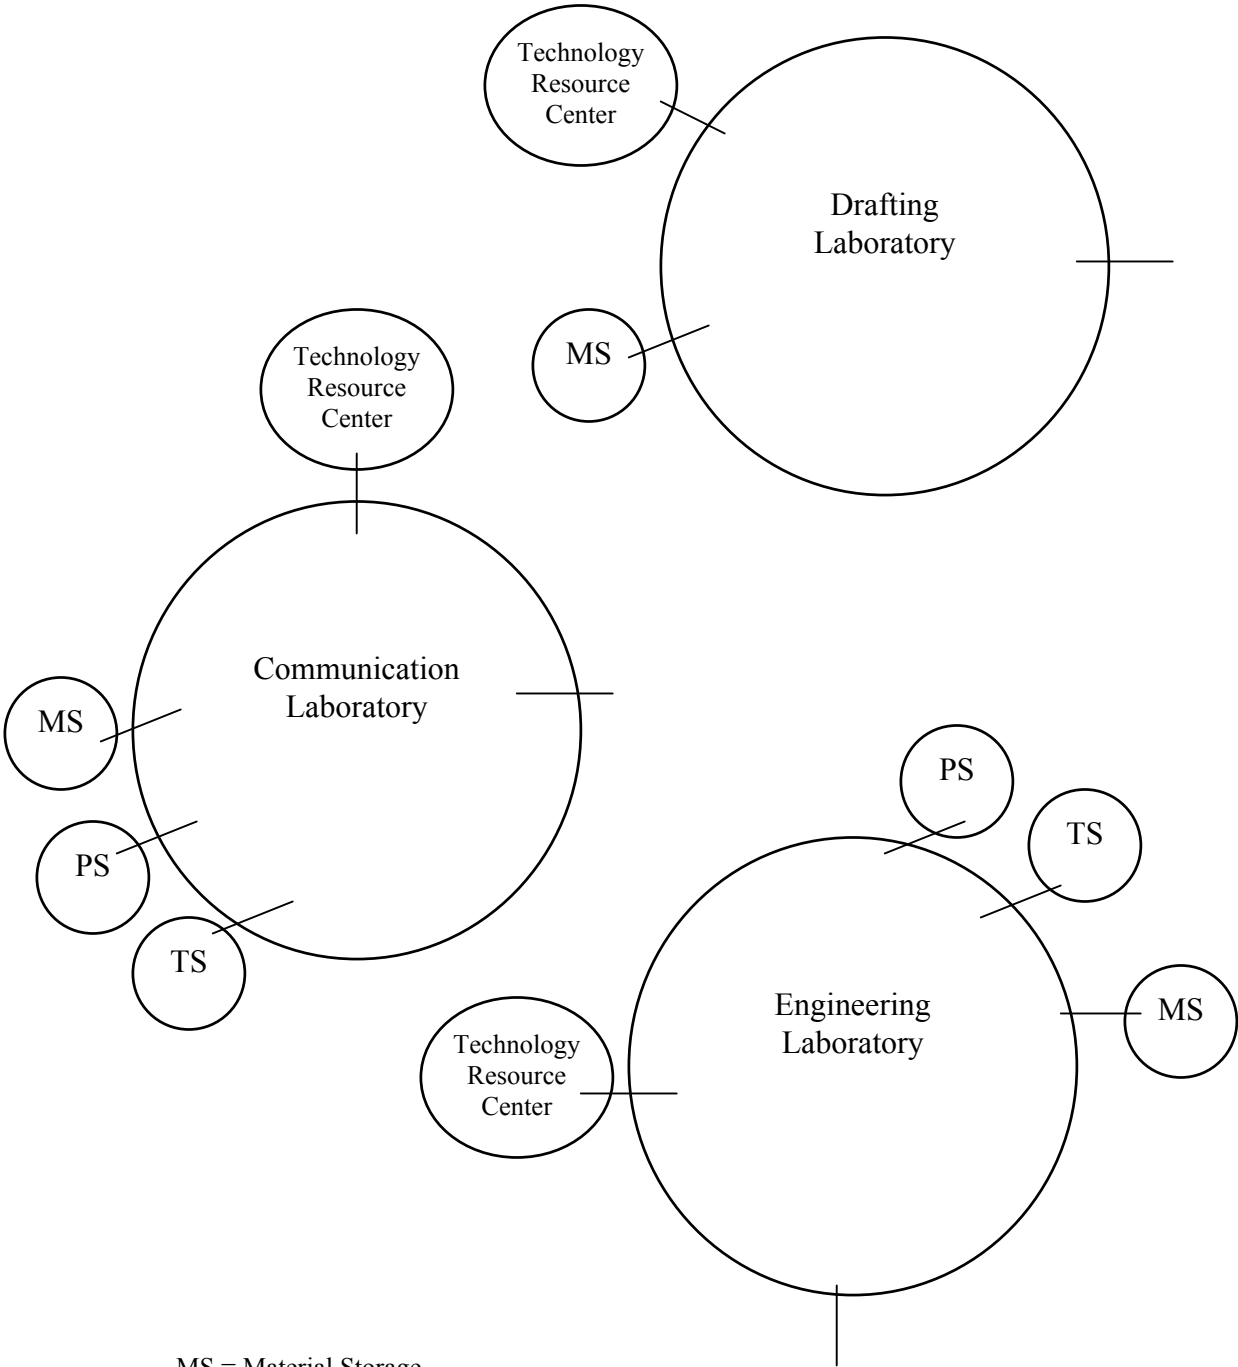 Technology
Resource
Center
Drafting
Laboratory
MS
Technology
Resource
Center
Communication
Laboratory
MS
PS
TS
PS
TS
MS
Engineering
Laboratory
Technology
Resource
Center
MS = Material Storage